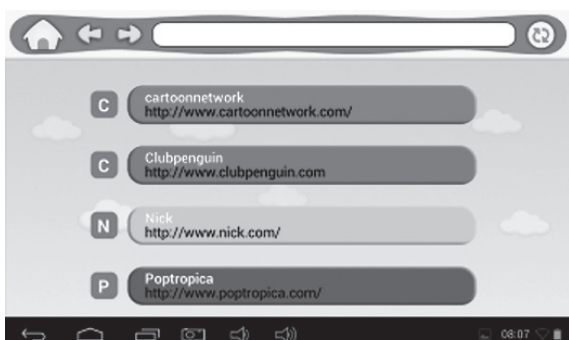 C
cartoonnetwork
http://www.cartoonnetwork.com/
C
Clubpenguin
http://www.clubpenguin.com
N
Nick
http://www.nick.com/
P
Poptropica
http://www.poptropica.com/
08:07